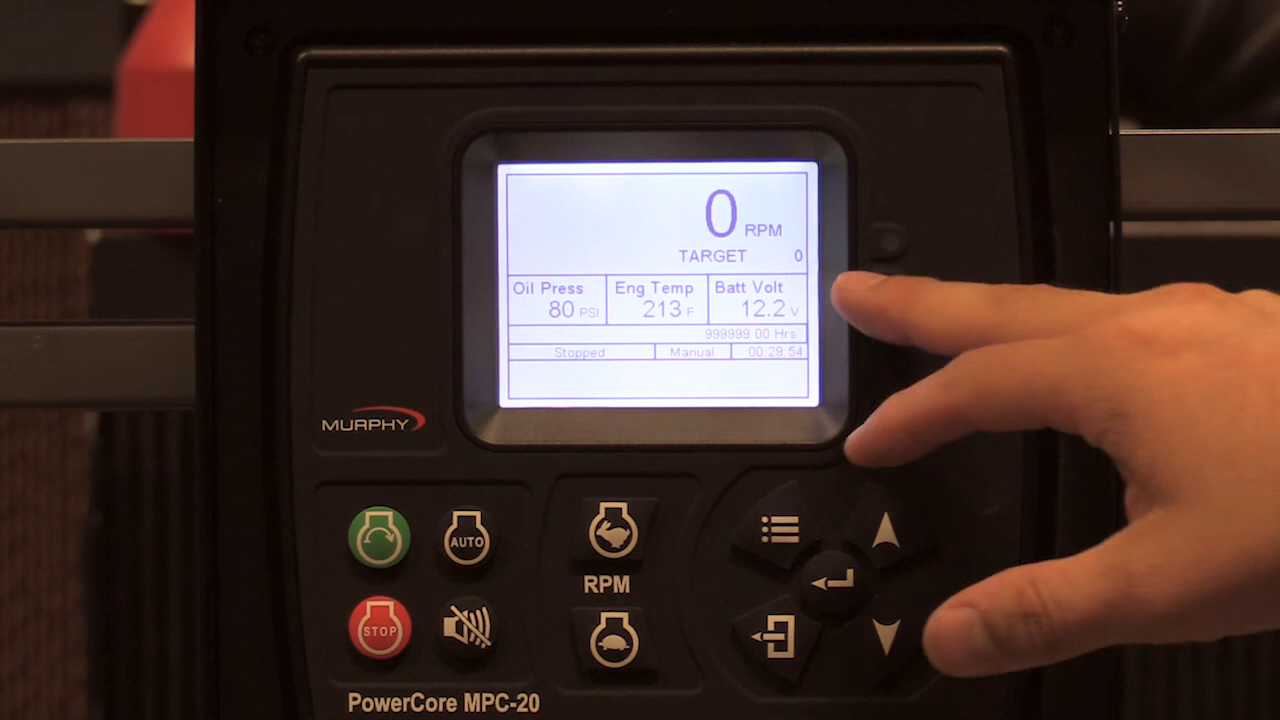 0 RPM
TARGET 0
Oil Press Eng Temp Batt Volt
80 PSI 213 F 12.2 V
999999.00 Hrs
Stopped Manual 00:29:54
MURPHY
AUTO
RPM
STOP
PowerCore MPC-20